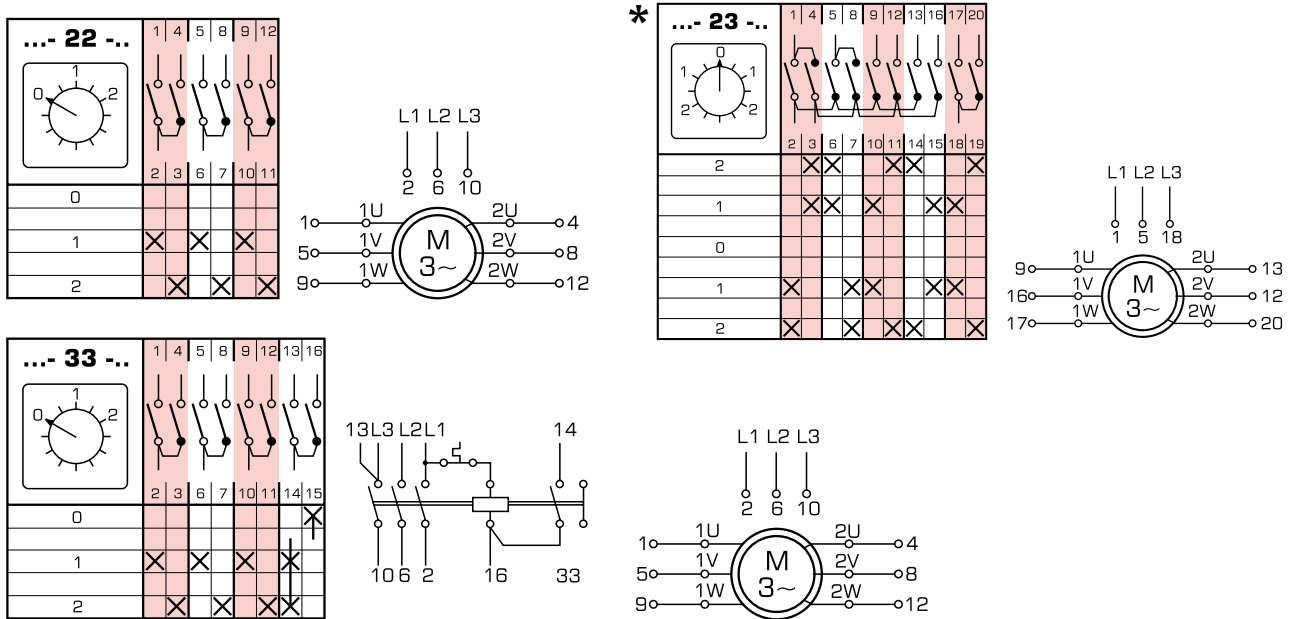 ...- 22 -..
1 4 5 8 9 12
0 1 2
2 3 6 7 10 11
0
1 X X X
2 X X X
L1 L2 L3
2 6 10
1 1U 2U 4
5 1V M 2V 8
9 1W 3~ 2W 12
* ...- 23 -..
1 4 5 8 9 12 13 16 17 20
0
1 1
2 2
2 3 6 7 10 11 14 15 18 19
2 X X X X X
1 X X X X X
0
1 X X X X X
2 X X X X X
L1 L2 L3
1 5 18
9 1U 2U 13
16 1V M 2V 12
17 1W 3~ 2W 20
...- 33 -..
1 4 5 8 9 12 13 16
0 1 2
2 3 6 7 10 11 14 15
0 X
1 X X X X
2 X X X X
13 L3 L2 L1 14
10 6 2 16 33
L1 L2 L3
2 6 10
1 1U 2U 4
5 1V M 2V 8
9 1W 3~ 2W 12